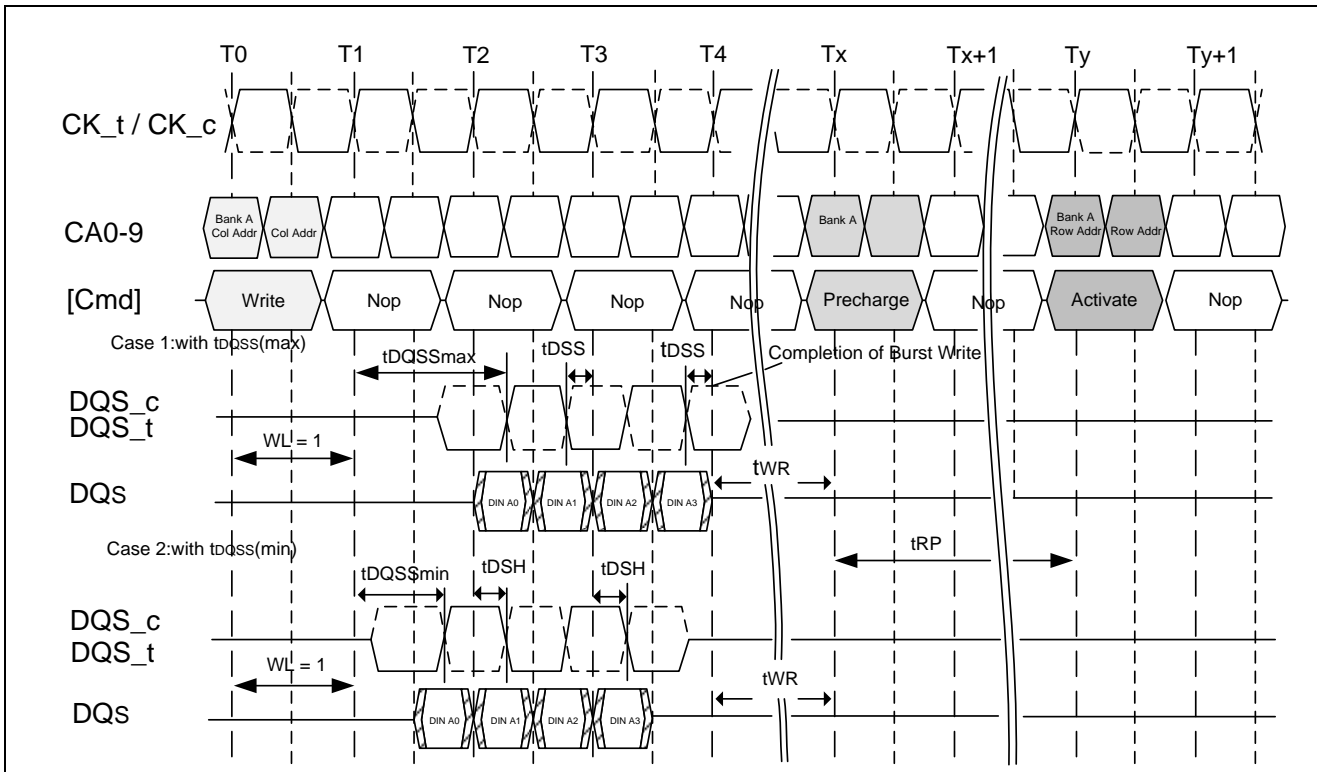 T0 T1 T2 T3 T4 Tx Tx+1 Ty Ty+1
CK_t / CK_c
CA0-9
Bank A
Col Addr
Col Addr
Bank A
Bank A
Row Addr
Row Addr
[Cmd]
Write Nop Nop Nop Nop Precharge Nop Activate Nop
Case 1:with tDQSS(max)
tDQSSmax
tDSS
tDSS
Completion of Burst Write
DQS_c
DQS_t
WL = 1
tWR
DQs
DIN A0 DIN A1 DIN A2 DIN A3
Case 2:with tDQSS(min)
tRP
tDQSSmin
tDSH
tDSH
DQS_c
DQS_t
WL = 1
tWR
DQs
DIN A0 DIN A1 DIN A2 DIN A3